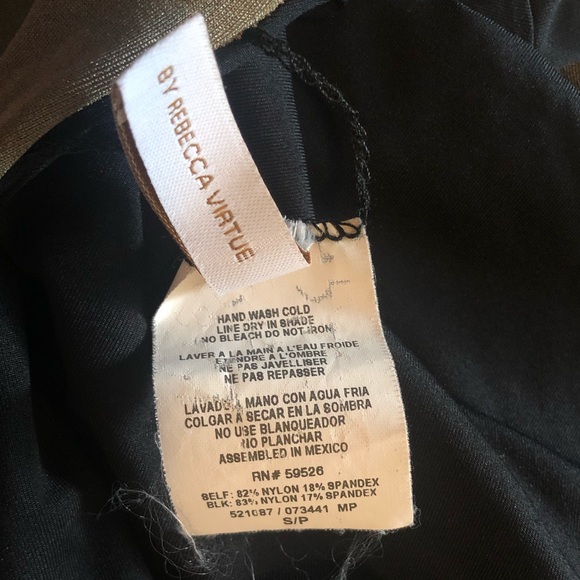 BY REBECCA VIRTUE
HAND WASH COLD
LINE DRY IN SHADE
NO BLEACH DO NOT IRON
LAVER A LA MAIN A L'EAU FROIDE
ETENDRE A L'OMBRE
NE PAS JAVELLISER
NE PAS REPASSER
LAVADO A MANO CON AGUA FRIA
COLGAR A SECAR EN LA SOMBRA
NO USE BLANQUEADOR
NO PLANCHAR
ASSEMBLED IN MEXICO
RN# 59526
SELF: 82% NYLON 18% SPANDEX
BLK: 83% NYLON 17% SPANDEX
521087 / 073441 MP
S/P